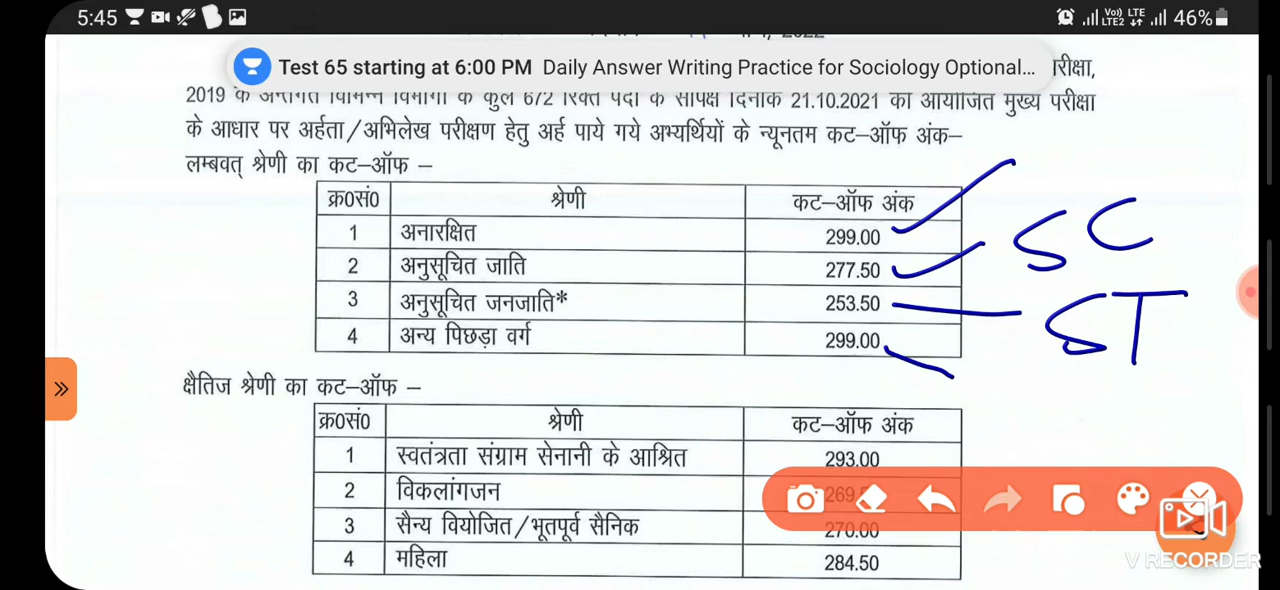 5:45 Vo) LTE LTE2 46%
2022
Test 65 starting at 6:00 PM Daily Answer Writing Practice for Sociology Optional...
रीक्षा,
2019 के अन्तर्गत विभिन्न विभागों के कुल 672 रिक्त पदों के सापेक्ष दिनांक 21.10.2021 को आयोजित मुख्य परीक्षा
के आधार पर अर्हता/अभिलेख परीक्षण हेतु अर्ह पाये गये अभ्यर्थियों के न्यूनतम कट–ऑफ अंक–
लम्बवत् श्रेणी का कट–ऑफ –
क्र0सं0 श्रेणी कट–ऑफ अंक
1 अनारक्षित 299.00
2 अनुसूचित जाति 277.50 SC
3 अनुसूचित जनजाति* 253.50 ST
4 अन्य पिछड़ा वर्ग 299.00
क्षैतिज श्रेणी का कट–ऑफ –
क्र0सं0 श्रेणी कट–ऑफ अंक
1 स्वतंत्रता संग्राम सेनानी के आश्रित 293.00
2 विकलांगजन
3 सैन्य वियोजित/भूतपूर्व सैनिक 270.00
4 महिला 284.50
V RECORDER